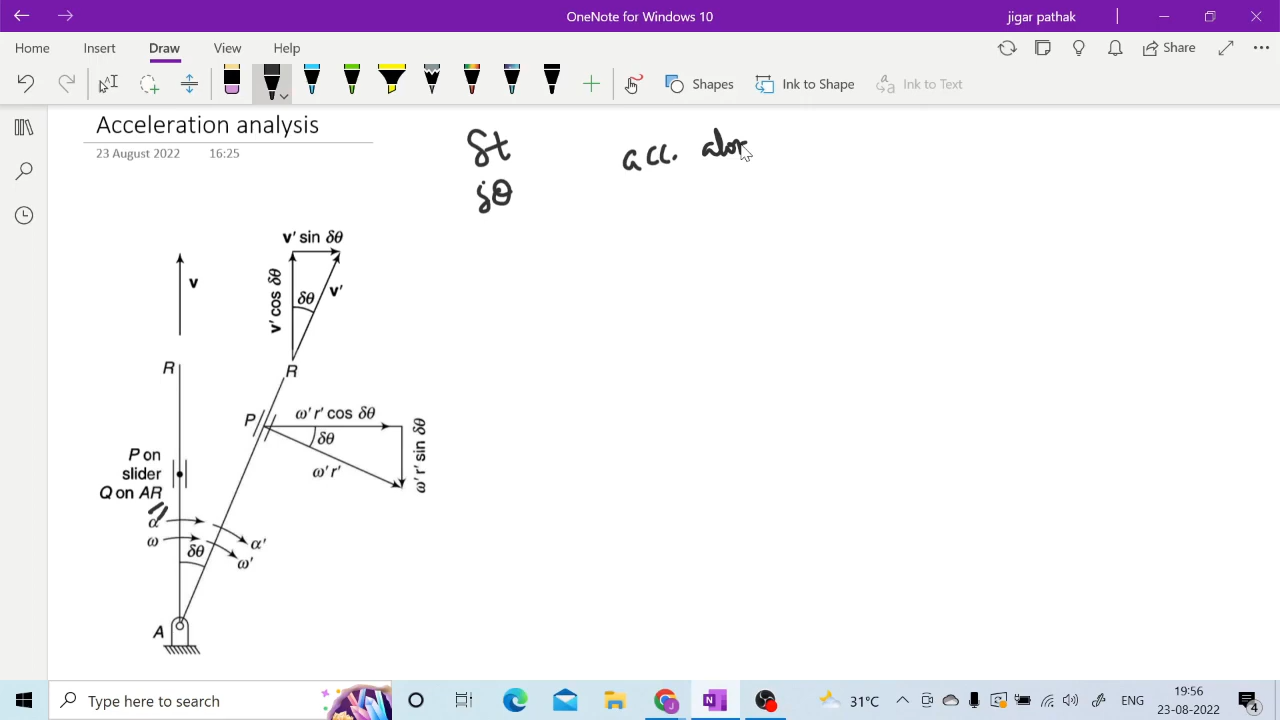 OneNote for Windows 10
jigar pathak
Home Insert Draw View Help
Share
Shapes
Ink to Shape
Ink to Text
Acceleration analysis
23 August 2022 16:25
δt
δθ
acc.
v' sin δθ
v
v' cos δθ
δθ
v'
R
R
P
ω' r' cos δθ
δθ
ω' r' sin δθ
ω' r'
P on
slider
Q on AR
α
α'
ω
δθ
ω'
A
Type here to search
31°C
ENG
19:56
23-08-2022
4